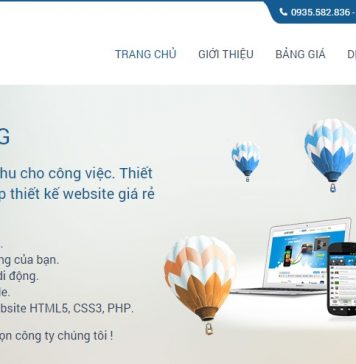 0935.582.836 -
TRANG CHỦ GIỚI THIỆU BẢNG GIÁ
G
hu cho công việc. Thiết
p thiết kế website giá rẻ
.
ng của bạn.
di động.
le.
bsite HTML5, CSS3, PHP.
ọn công ty chúng tôi !